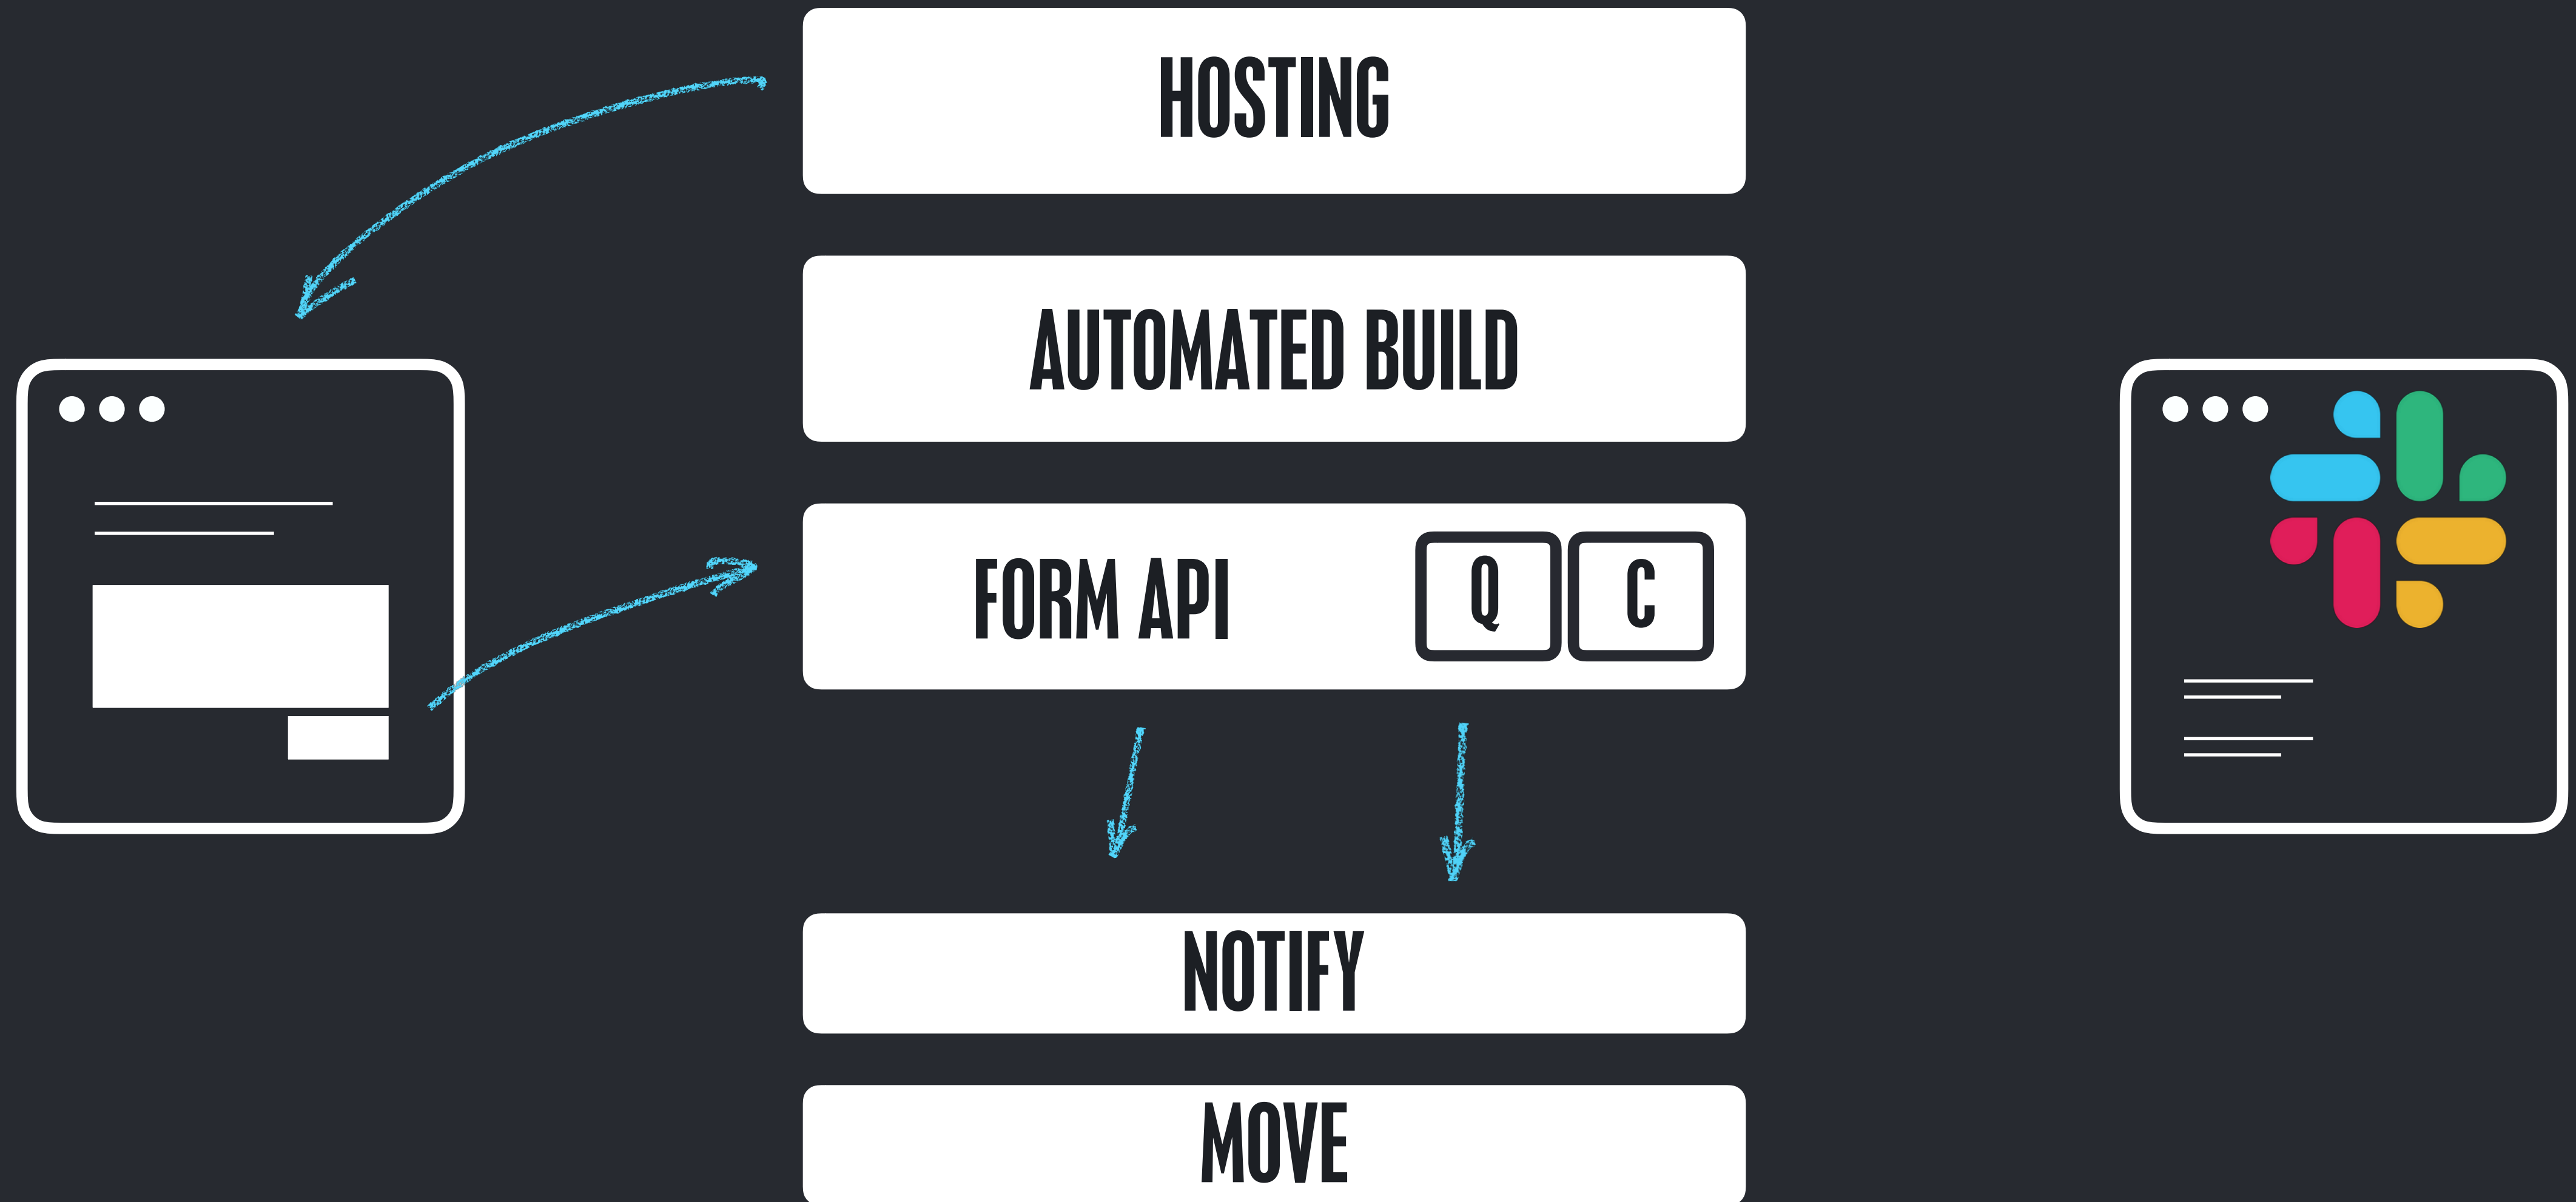 HOSTING
AUTOMATED BUILD
FORM API Q C
NOTIFY
MOVE